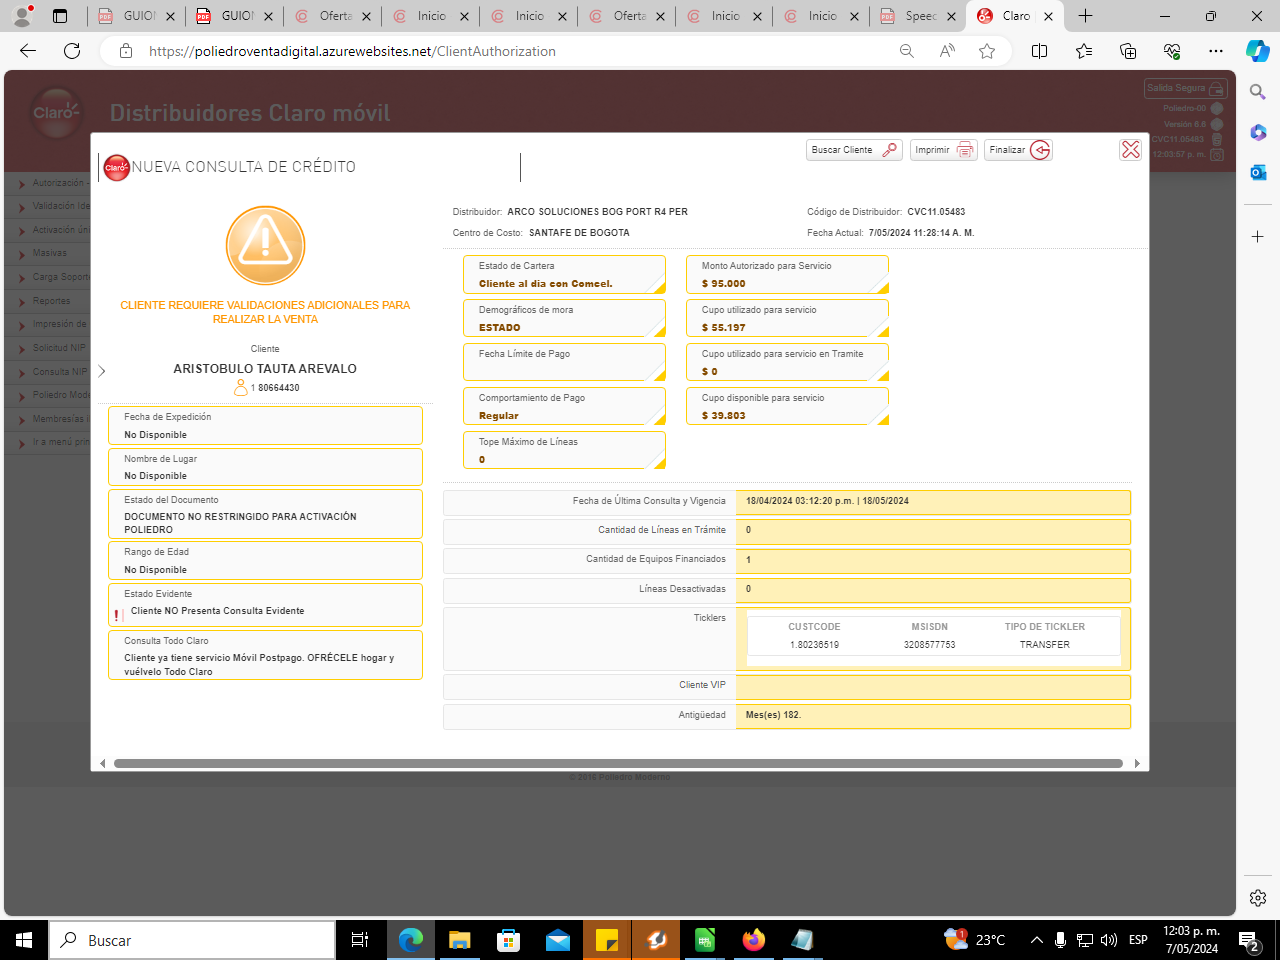 GUION
GUION
Oferta
Inicio
Inicio
Oferta
Inicio
Inicio
Speec
Claro
https://poliedroventadigital.azurewebsites.net/ClientAuthorization
Claro
Distribuidores Claro móvil
Salida Segura
Poliedro-00
Versión 6.6
CVC11.05483
12:03:57 p. m.
Autorización -
Validación Ide
Activación úni
Masivas
Carga Soporte
Reportes
Impresión de
Solicitud NIP
Consulta NIP
Poliedro Mode
Membresías i
Ir a menú prin
Claro
NUEVA CONSULTA DE CRÉDITO
Buscar Cliente
Imprimir
Finalizar
CLIENTE REQUIERE VALIDACIONES ADICIONALES PARA
REALIZAR LA VENTA
Cliente
ARISTOBULO TAUTA AREVALO
1 80664430
Fecha de Expedición
No Disponible
Nombre de Lugar
No Disponible
Estado del Documento
DOCUMENTO NO RESTRINGIDO PARA ACTIVACIÓN
POLIEDRO
Rango de Edad
No Disponible
Estado Evidente
Cliente NO Presenta Consulta Evidente
Consulta Todo Claro
Cliente ya tiene servicio Móvil Postpago. OFRÉCELE hogar y
vuélvelo Todo Claro
Distribuidor: ARCO SOLUCIONES BOG PORT R4 PER
Código de Distribuidor: CVC11.05483
Centro de Costo: SANTAFE DE BOGOTA
Fecha Actual: 7/05/2024 11:28:14 A. M.
Estado de Cartera
Cliente al día con Comcel.
Monto Autorizado para Servicio
$ 95.000
Demográficos de mora
ESTADO
Cupo utilizado para servicio
$ 55.197
Fecha Límite de Pago
Cupo utilizado para servicio en Tramite
$ 0
Comportamiento de Pago
Regular
Cupo disponible para servicio
$ 39.803
Tope Máximo de Líneas
0
Fecha de Última Consulta y Vigencia
18/04/2024 03:12:20 p.m. | 18/05/2024
Cantidad de Líneas en Trámite
0
Cantidad de Equipos Financiados
1
Líneas Desactivadas
0
Ticklers
CUSTCODE MSISDN TIPO DE TICKLER
1.80236519 3208577753 TRANSFER
Cliente VIP
Antigüedad
Mes(es) 182.
© 2016 Poliedro Moderno
Buscar
1
23°C
ESP
12:03 p. m.
7/05/2024
2